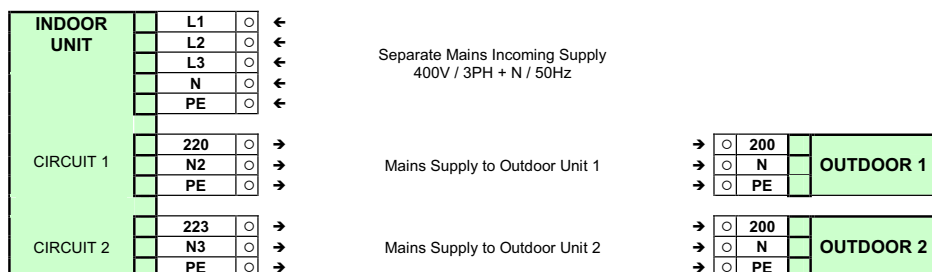 INDOOR
UNIT
L1 ○ ←
L2 ○ ←
L3 ○ ←
N ○ ←
PE ○ ←
Separate Mains Incoming Supply
400V / 3PH + N / 50Hz
CIRCUIT 1
220 ○ → → ○ 200
N2 ○ → Mains Supply to Outdoor Unit 1 → ○ N OUTDOOR 1
PE ○ → → ○ PE
CIRCUIT 2
223 ○ → → ○ 200
N3 ○ → Mains Supply to Outdoor Unit 2 → ○ N OUTDOOR 2
PE ○ → → ○ PE